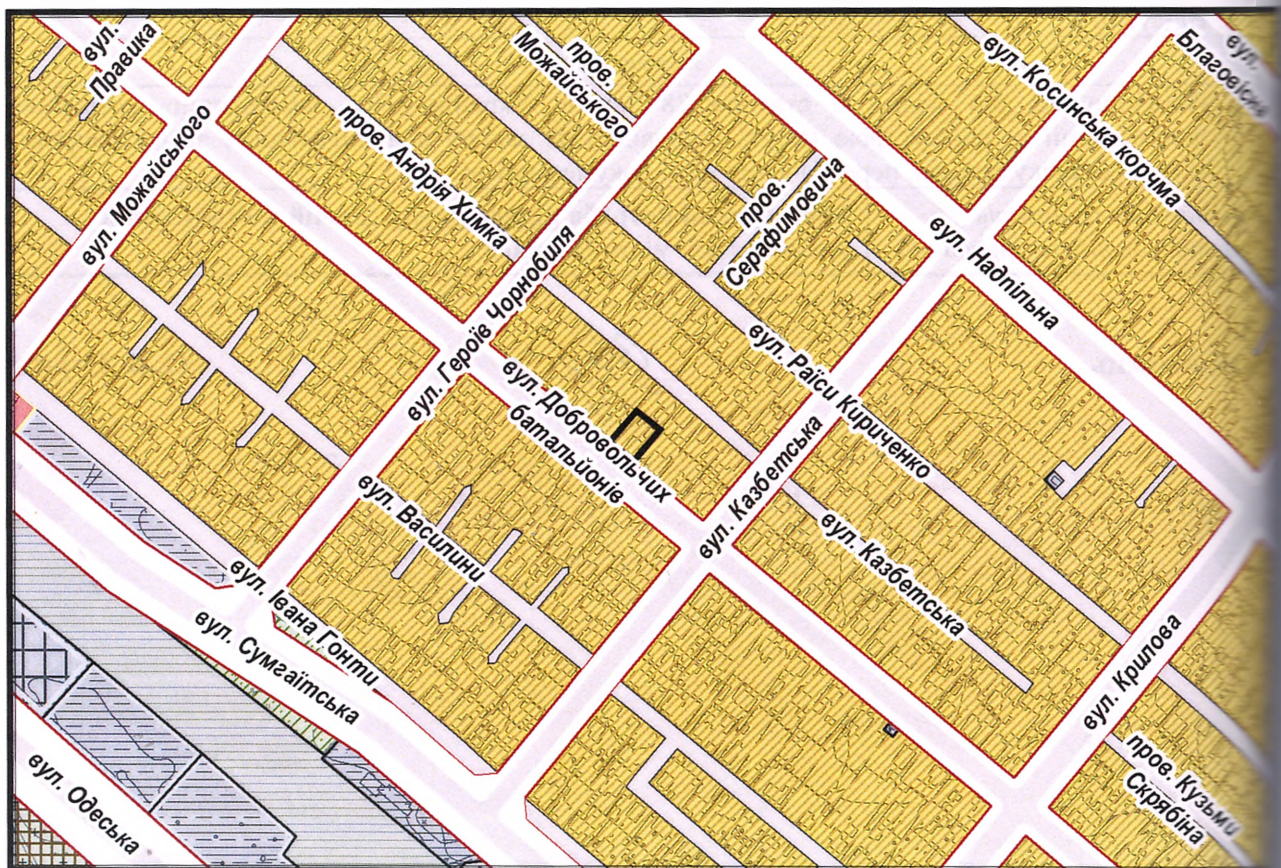 вул.
Правика
пров.
Можайського
вул. Косинська корчма
вул.
вул. Можайського
пров. Андрія Химка
пров.
Серафимовича
вул. Надпільна
вул. Героїв Чорнобиля
вул. Раїси Кириченко
вул. Добровольчих
батальйонів
вул. Казбетська
вул. Василини
вул. Казбетська
вул. Івана Гонти
вул. Сумгаїтська
вул. Крилова
вул. Одеська
пров. Кузьми
Скрябіна